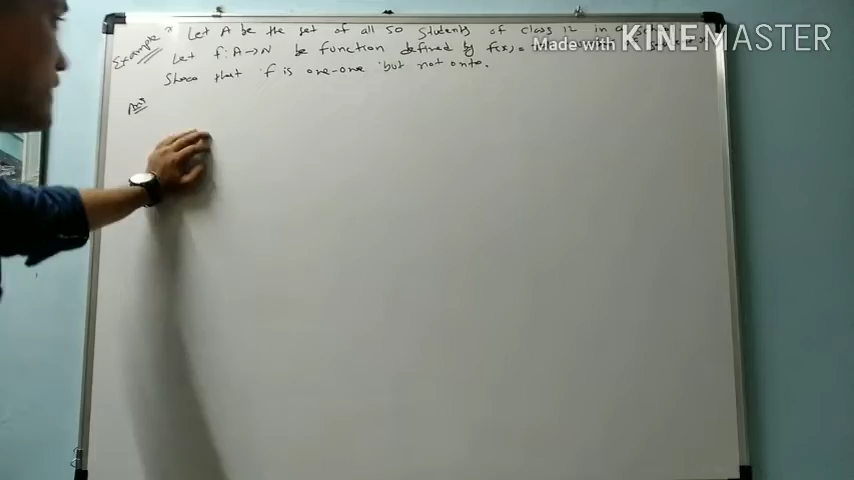 Example : Let A be the set of all 50 Students of class 12 in a
Let f: A→N be function defined by f(x) =
Show that f is one-one but not onto.
Ans
Made with KINEMASTER